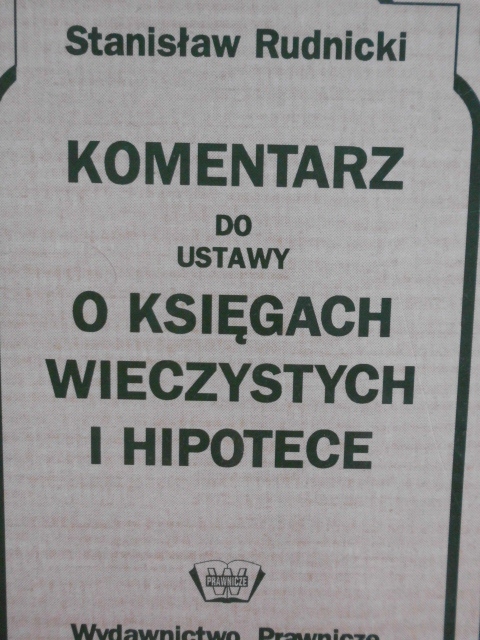 Stanisław Rudnicki
KOMENTARZ
DO
USTAWY
O KSIĘGACH
WIECZYSTYCH
I HIPOTECE
W
PRAWNICZE
Wydawnictwo Prawnicze